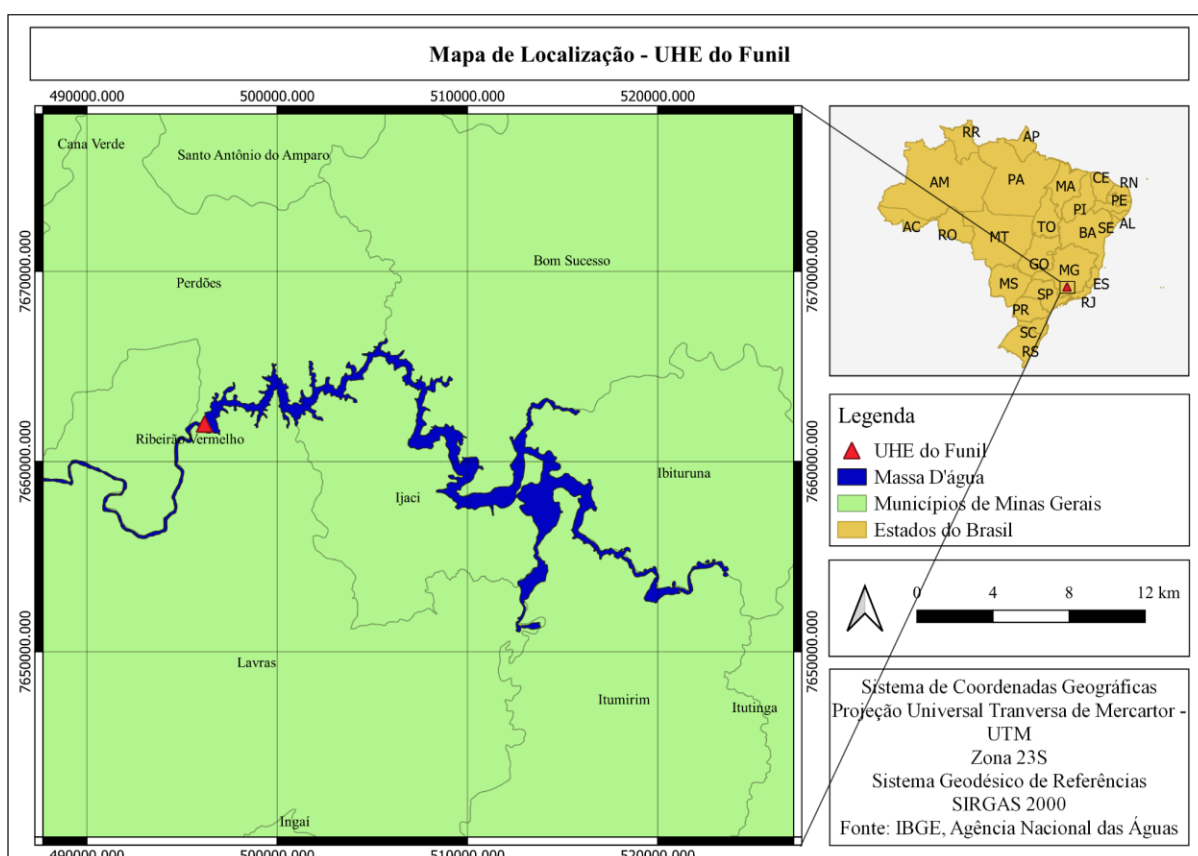 Mapa de Localização - UHE do Funil
490000.000 500000.000 510000.000 520000.000
Cana Verde
Santo Antônio do Amparo
Bom Sucesso
Perdões
Ribeirão Vermelho
Ijaci
Ibituruna
Lavras
Itumirim
Itutinga
Ingaí
7670000.000
7660000.000
7650000.000
7670000.000
7660000.000
7650000.000
490000.000 500000.000 510000.000 520000.000
RR
AP
AM
PA
MA
CE
RN
PI
PE
AL
AC
RO
MT
TO
BA
SE
GO
MG
MS
ES
SP
RJ
PR
SC
RS
Legenda
UHE do Funil
Massa D'água
Municípios de Minas Gerais
Estados do Brasil
0 4 8 12 km
Sistema de Coordenadas Geográficas
Projeção Universal Tranversa de Mercartor -
UTM
Zona 23S
Sistema Geodésico de Referências
SIRGAS 2000
Fonte: IBGE, Agência Nacional das Águas